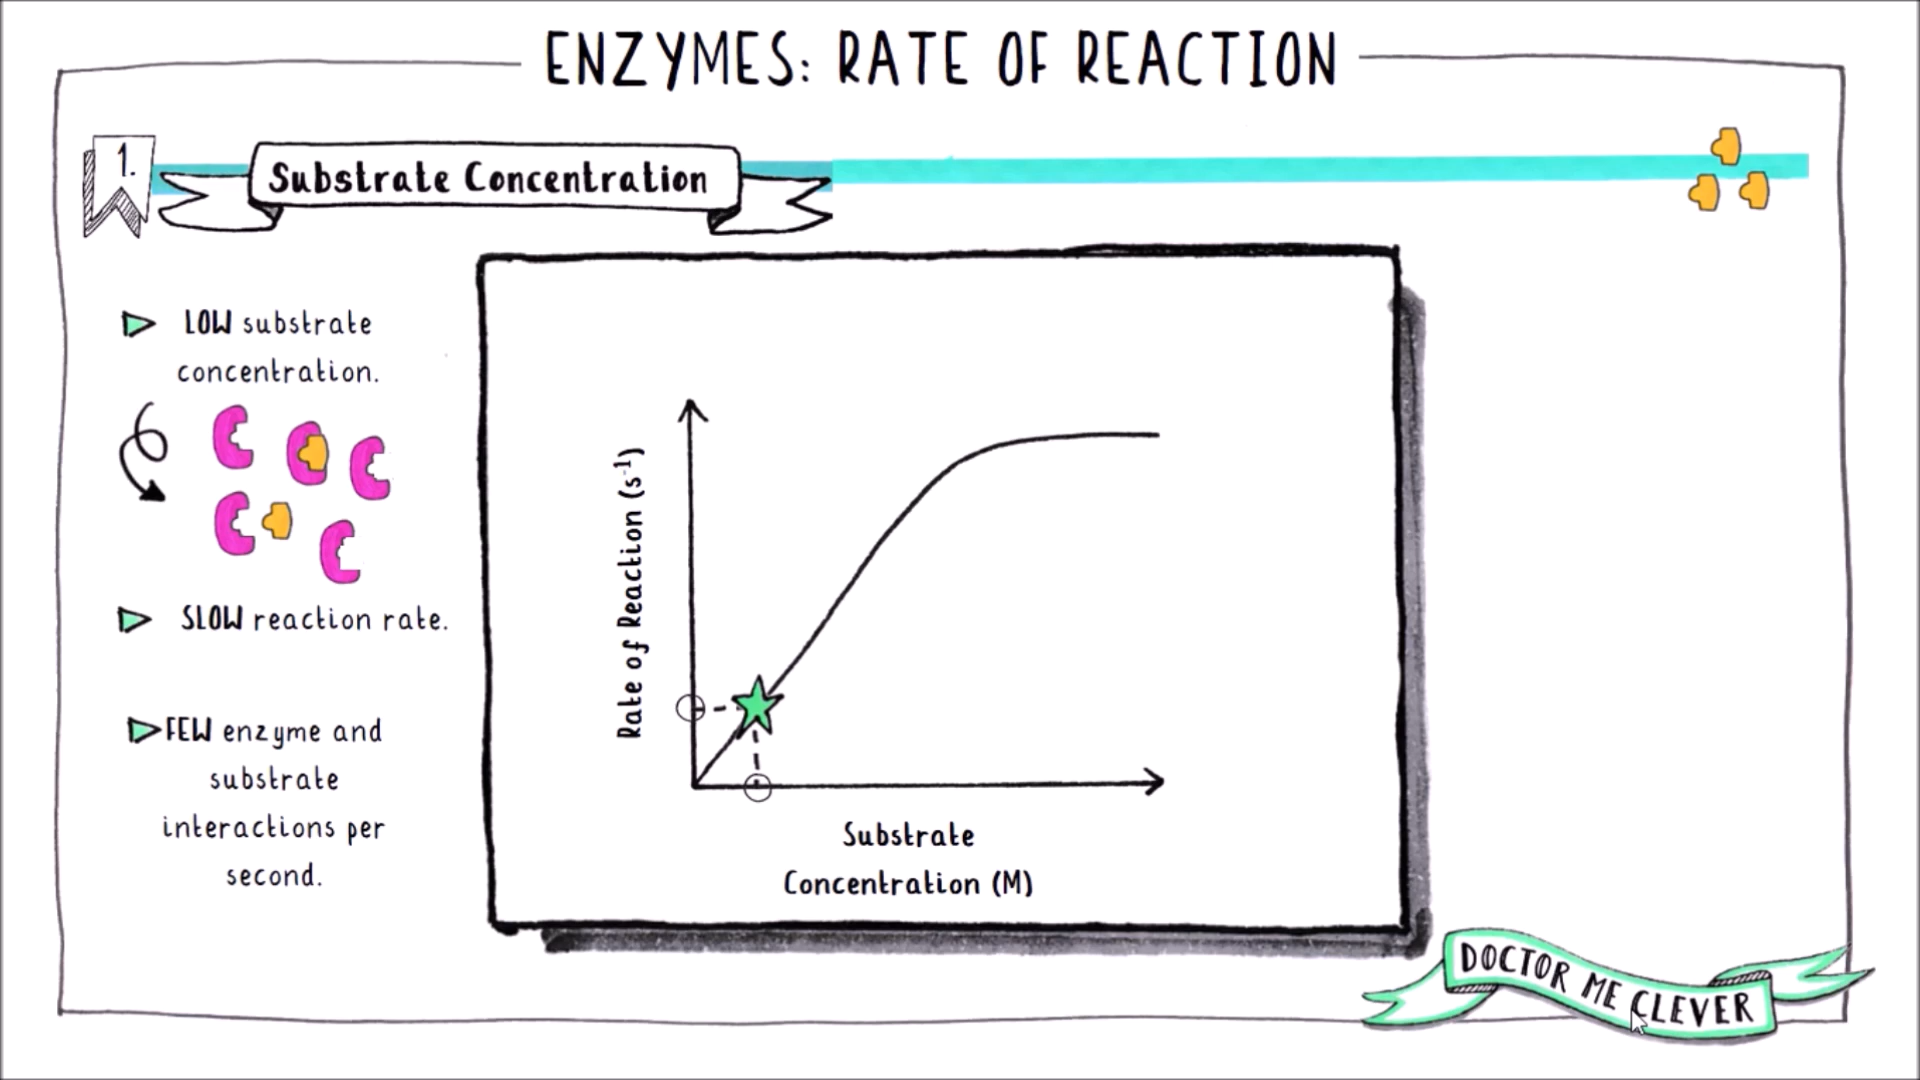 ENZYMES: RATE OF REACTION
1.
Substrate Concentration
LOW substrate
concentration.
SLOW reaction rate.
FEW enzyme and
substrate
interactions per
second.
Rate of Reaction (s⁻¹)
Substrate
Concentration (M)
DOCTOR ME CLEVER